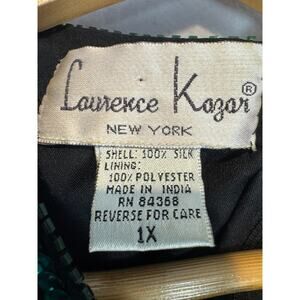 Laurence Kazar®
NEW YORK
SHELL: 100% SILK
LINING:
100% POLYESTER
MADE IN INDIA
RN 84368
REVERSE FOR CARE
1X